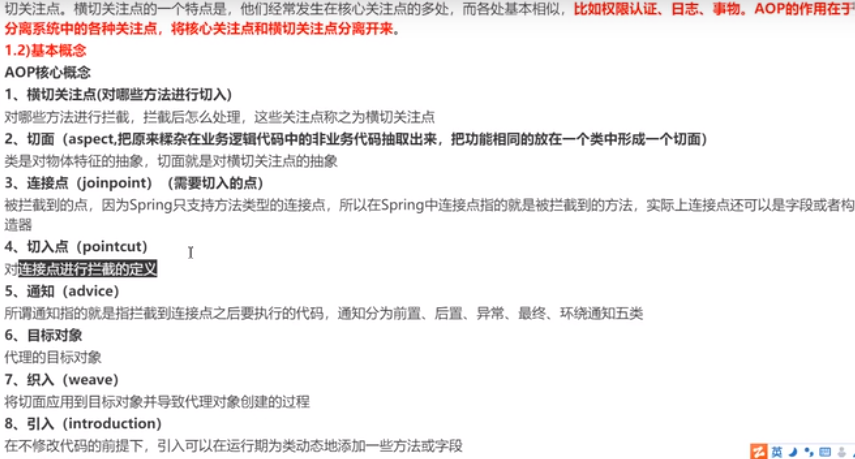 切关注点。横切关注点的一个特点是，他们经常发生在核心关注点的多处，而各处基本相似，比如权限认证、日志、事物。AOP的作用在于
分离系统中的各种关注点，将核心关注点和横切关注点分离开来。
1.2)基本概念
AOP核心概念
1、横切关注点(对哪些方法进行切入)
对哪些方法进行拦截，拦截后怎么处理，这些关注点称之为横切关注点
2、切面（aspect,把原来糅杂在业务逻辑代码中的非业务代码抽取出来，把功能相同的放在一个类中形成一个切面）
类是对物体特征的抽象，切面就是对横切关注点的抽象
3、连接点（joinpoint）（需要切入的点）
被拦截到的点，因为Spring只支持方法类型的连接点，所以在Spring中连接点指的就是被拦截到的方法，实际上连接点还可以是字段或者构
造器
4、切入点（pointcut）
对连接点进行拦截的定义
5、通知（advice）
所谓通知指的就是指拦截到连接点之后要执行的代码，通知分为前置、后置、异常、最终、环绕通知五类
6、目标对象
代理的目标对象
7、织入（weave）
将切面应用到目标对象并导致代理对象创建的过程
8、引入（introduction）
在不修改代码的前提下，引入可以在运行期为类动态地添加一些方法或字段
英